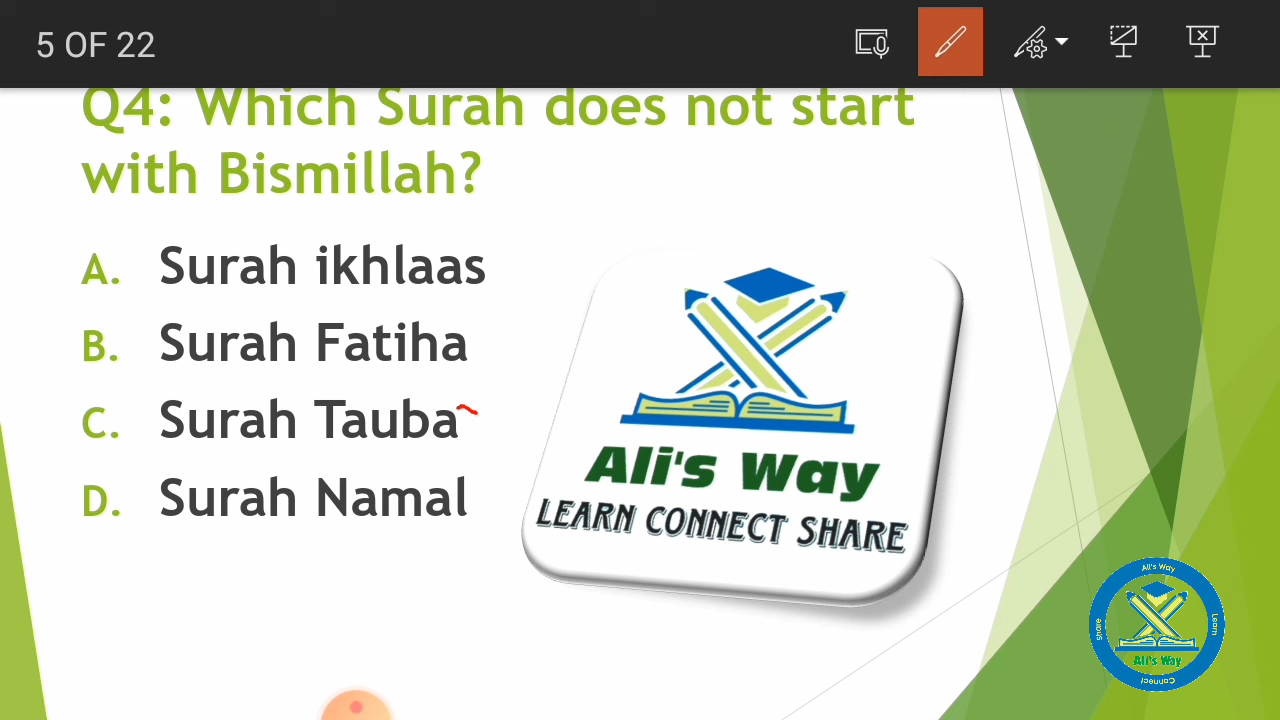 5 OF 22
Q4: Which Surah does not start
with Bismillah?
A. Surah ikhlaas
B. Surah Fatiha
C. Surah Tauba
D. Surah Namal
Ali's Way
LEARN CONNECT SHARE
Ali's Way
Share
Learn
Ali's Way
Connect